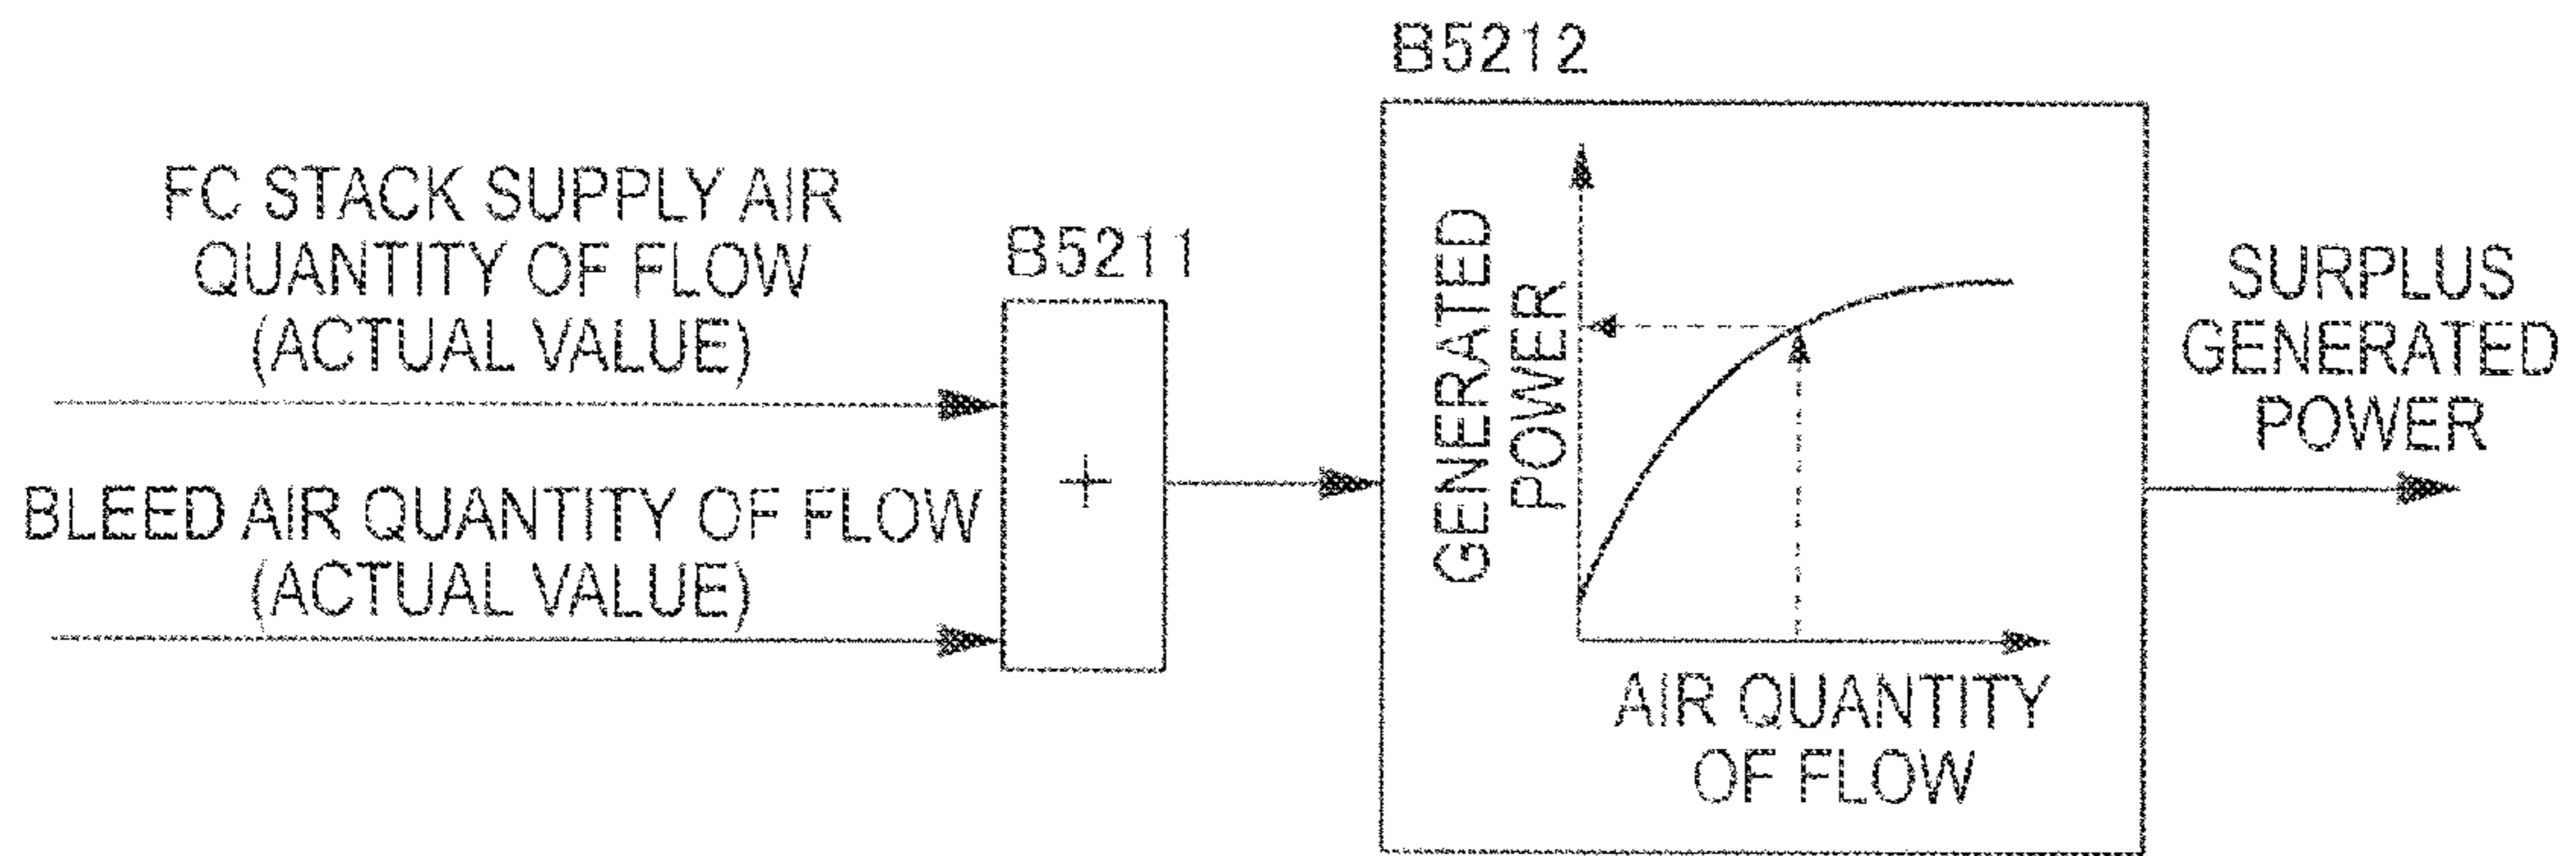 FC STACK SUPPLY AIR
QUANTITY OF FLOW
(ACTUAL VALUE)
BLEED AIR QUANTITY OF FLOW
(ACTUAL VALUE)
B5211
+
B5212
GENERATED
POWER
AIR QUANTITY
OF FLOW
SURPLUS
GENERATED
POWER